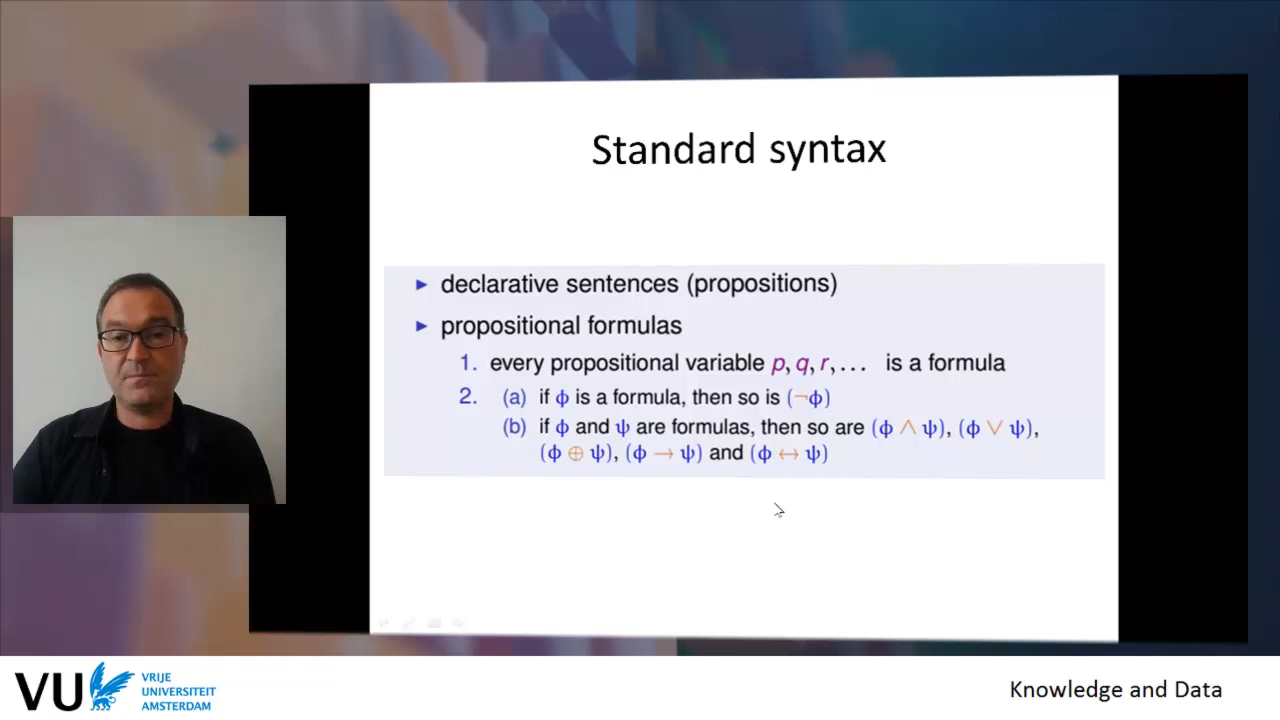 Standard syntax
▶ declarative sentences (propositions)
▶ propositional formulas
1. every propositional variable p, q, r, ... is a formula
2. (a) if ϕ is a formula, then so is (¬ϕ)
(b) if ϕ and ψ are formulas, then so are (ϕ ∧ ψ), (ϕ ∨ ψ),
(ϕ ⊕ ψ), (ϕ → ψ) and (ϕ ↔ ψ)
VU
VRIJE
UNIVERSITEIT
AMSTERDAM
Knowledge and Data